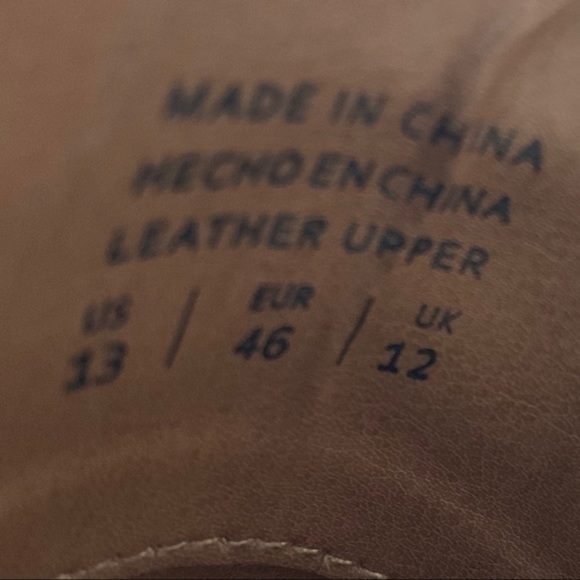 MADE IN CHINA
HECHO EN CHINA
LEATHER UPPER
US / EUR / UK
13 46 12